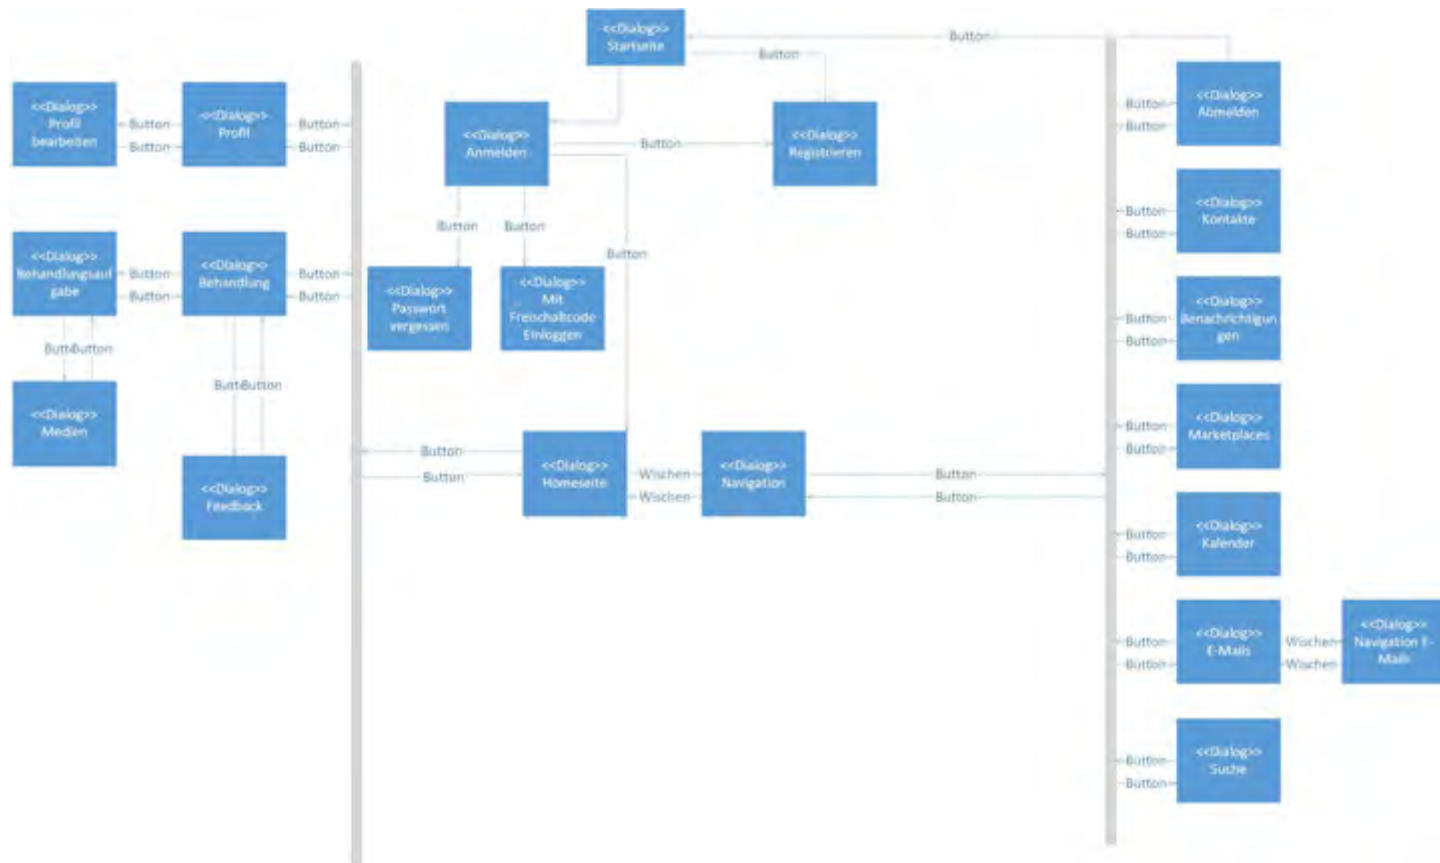 <<Dialog>>
Startseite
Button
Button
<<Dialog>>
Profil
bearbeiten
Button
Button
<<Dialog>>
Profil
Button
Button
<<Dialog>>
Anmelden
Button
<<Dialog>>
Registrieren
Button
Button
<<Dialog>>
Abmelden
Button
Button
<<Dialog>>
Kontakte
Button
Button
Button
<<Dialog>>
Behandlungsauf
gabe
Button
Button
<<Dialog>>
Behandlung
Button
Button
<<Dialog>>
Passwort
vergessen
<<Dialog>>
Mit
Freischaltcode
Einloggen
Button
Button
<<Dialog>>
Benachrichtigun
gen
Butt
Button
Butt
Button
<<Dialog>>
Medien
<<Dialog>>
Feedback
Button
Button
<<Dialog>>
Homeseite
Wischen
Wischen
<<Dialog>>
Navigation
Button
Button
Button
Button
<<Dialog>>
Marketplaces
Button
Button
<<Dialog>>
Kalender
Button
Button
<<Dialog>>
E-Mails
Wischen
Wischen
<<Dialog>>
Navigation E-
Mails
Button
Button
<<Dialog>>
Suche